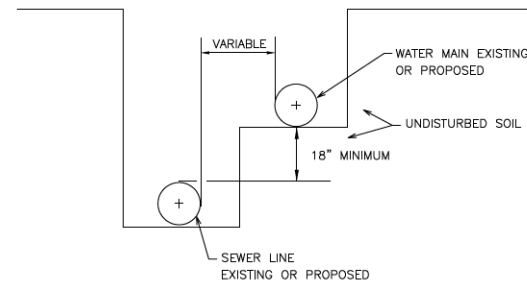 VARIABLE
WATER MAIN EXISTING
OR PROPOSED
UNDISTURBED SOIL
18" MINIMUM
SEWER LINE
EXISTING OR PROPOSED